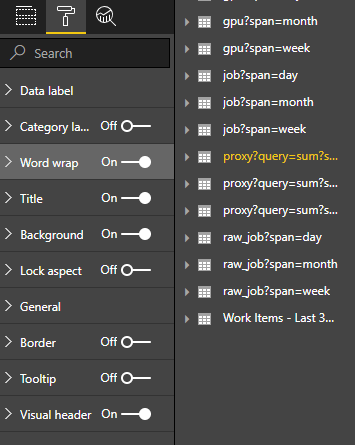 Search
Data label
Category la... Off
Word wrap On
Title On
Background On
Lock aspect Off
General
Border Off
Tooltip Off
Visual header On
gpu?span=month
gpu?span=week
job?span=day
job?span=month
job?span=week
proxy?query=sum?s...
proxy?query=sum?s...
proxy?query=sum?s...
raw_job?span=day
raw_job?span=month
raw_job?span=week
Work Items - Last 3...